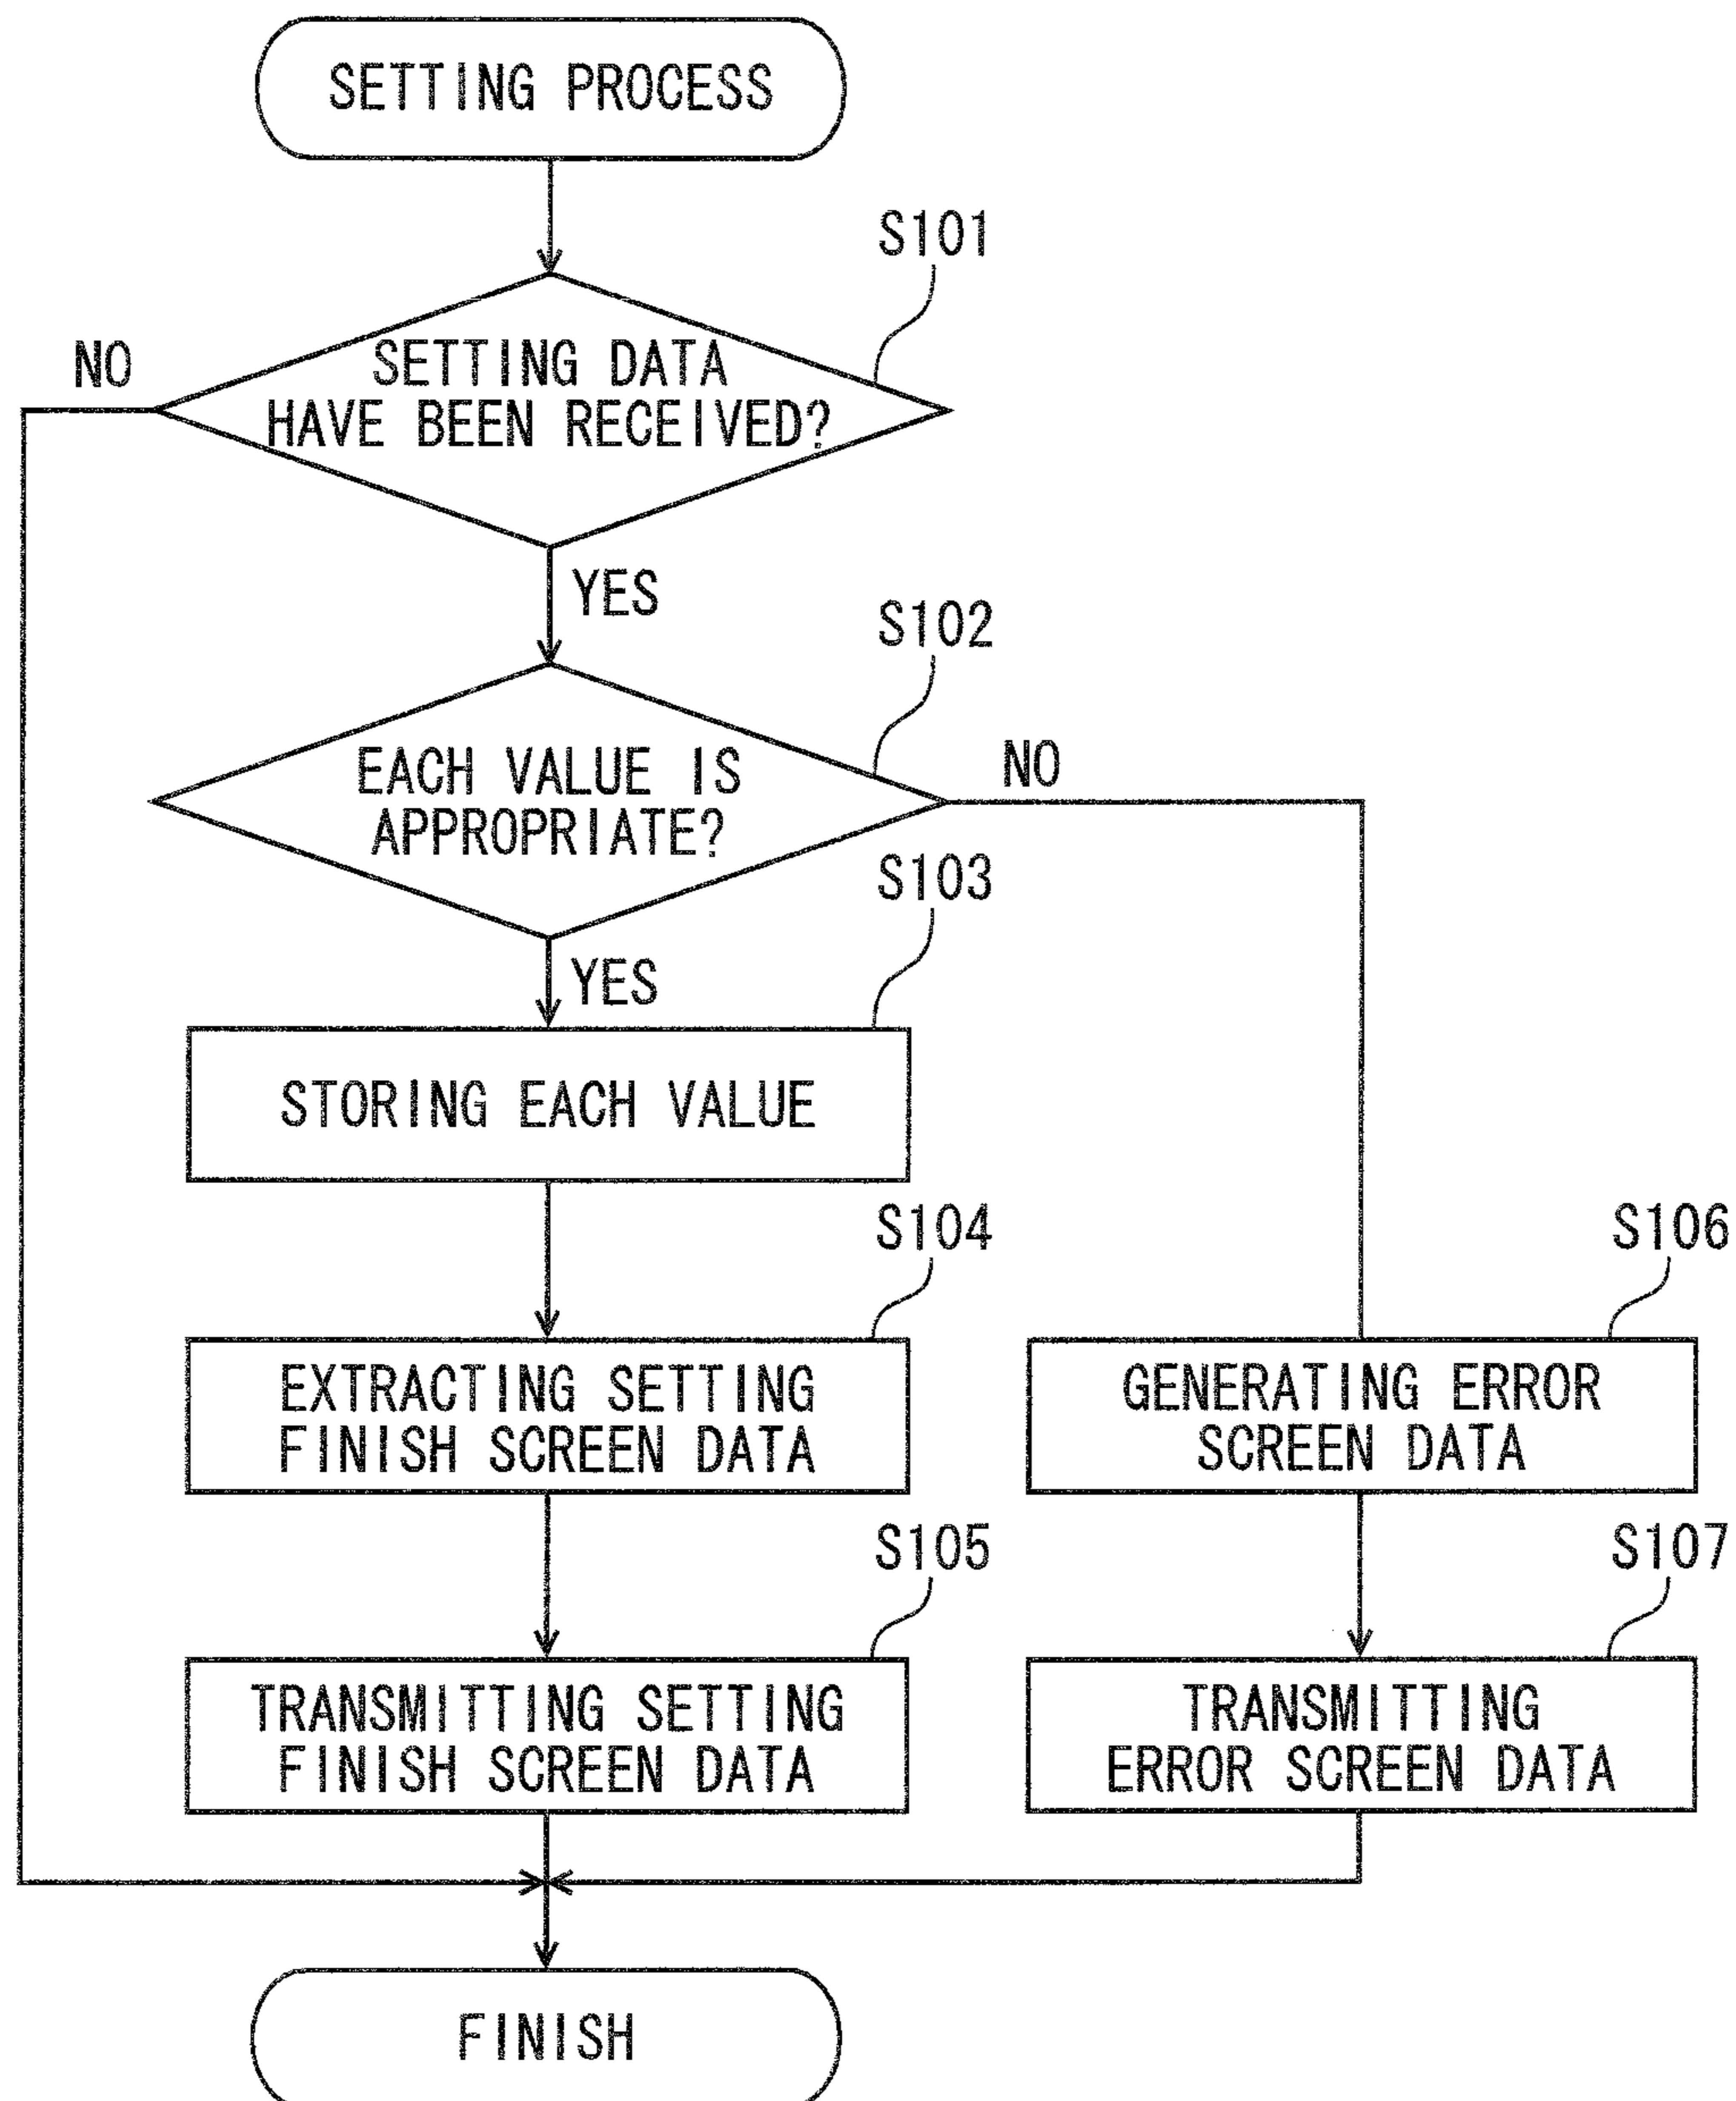 SETTING PROCESS
S101
NO
SETTING DATA
HAVE BEEN RECEIVED?
YES
S102
EACH VALUE IS
APPROPRIATE?
NO
S103
YES
STORING EACH VALUE
S104
S106
EXTRACTING SETTING
FINISH SCREEN DATA
GENERATING ERROR
SCREEN DATA
S105
S107
TRANSMITTING SETTING
FINISH SCREEN DATA
TRANSMITTING
ERROR SCREEN DATA
FINISH